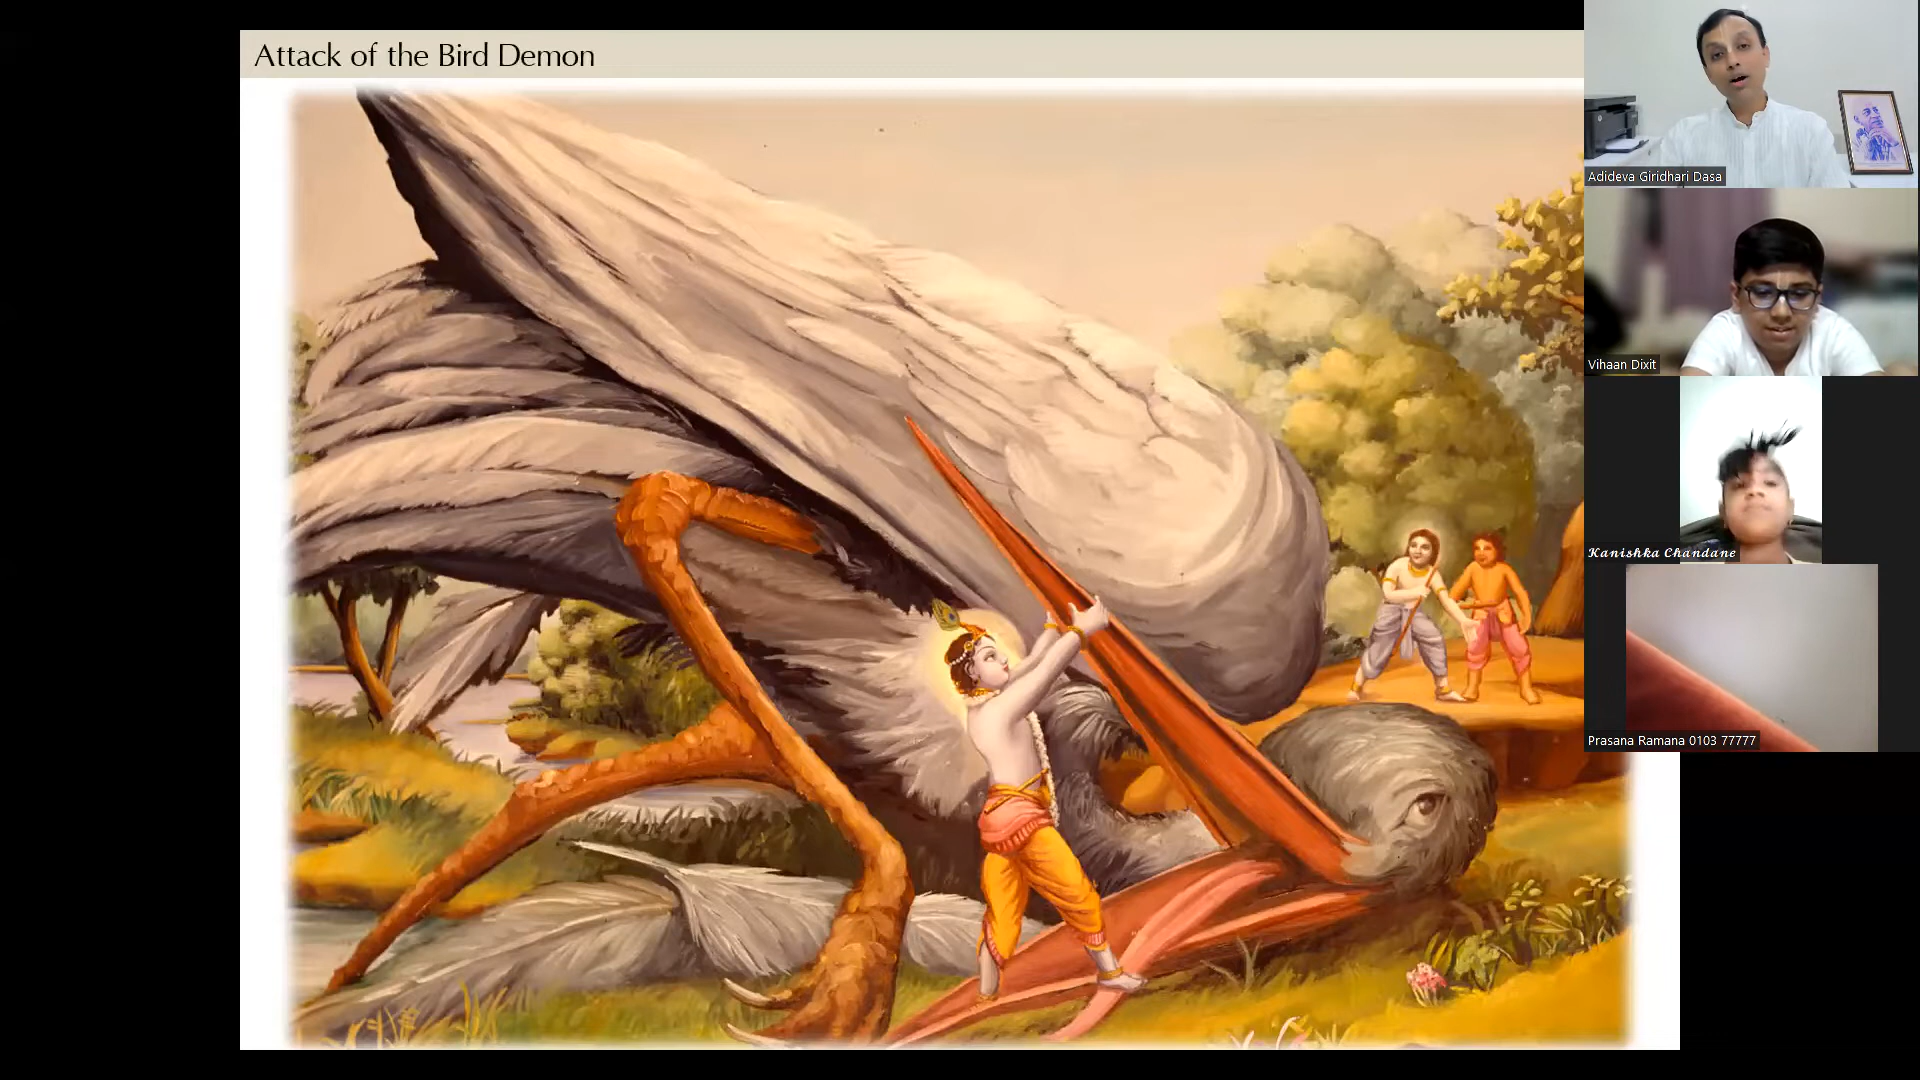 Attack of the Bird Demon
Adideva Giridhari Dasa
Vihaan Dixit
Kanishka Chandane
Prasana Ramana 0103 77777